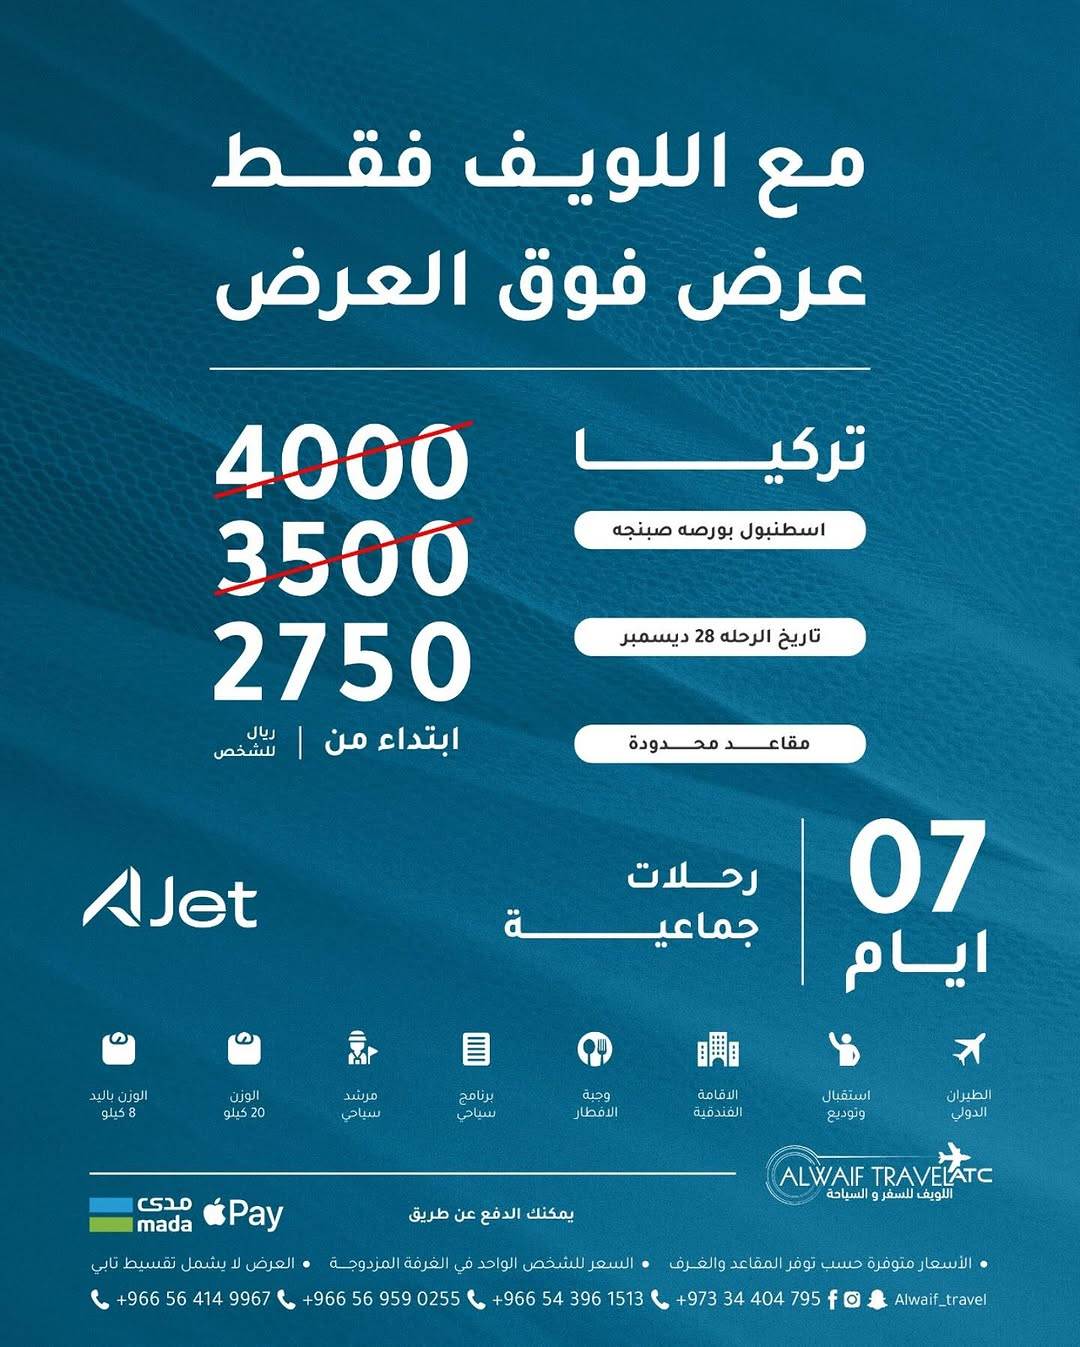 مع اللويف فقط
عرض فوق العرض
تركيا
اسطنبول بورصه صبنجه
تاريخ الرحله 28 ديسمبر
مقاعد محدودة
4000
3500
2750
ابتداء من | ريال للشخص
07
ايام
رحلات
جماعية
AJet
الطيران الدولي
استقبال وتوديع
الاقامة الفندقية
وجبة الافطار
برنامج سياحي
مرشد سياحي
الوزن 20 كيلو
الوزن باليد 8 كيلو
ALWAIF TRAVEL ATC
اللويف للسفر و السياحة
يمكنك الدفع عن طريق
Pay
مدى
mada
• الأسعار متوفرة حسب توفر المقاعد والغرف • السعر للشخص الواحد في الغرفة المزدوجة • العرض لا يشمل تقسيط تابي
+966 56 414 9967 +966 56 959 0255 +966 54 396 1513 +973 34 404 795 Alwaif_travel